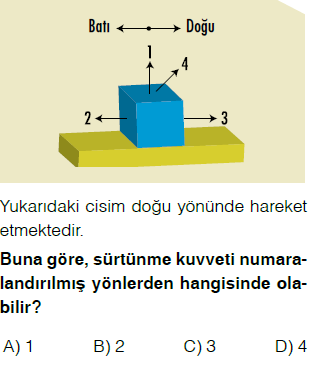 Batı Doğu
1
4
2 3
Yukarıdaki cisim doğu yönünde hareket
etmektedir.
Buna göre, sürtünme kuvveti numara-
landırılmış yönlerden hangisinde ola-
bilir?
A) 1 B) 2 C) 3 D) 4